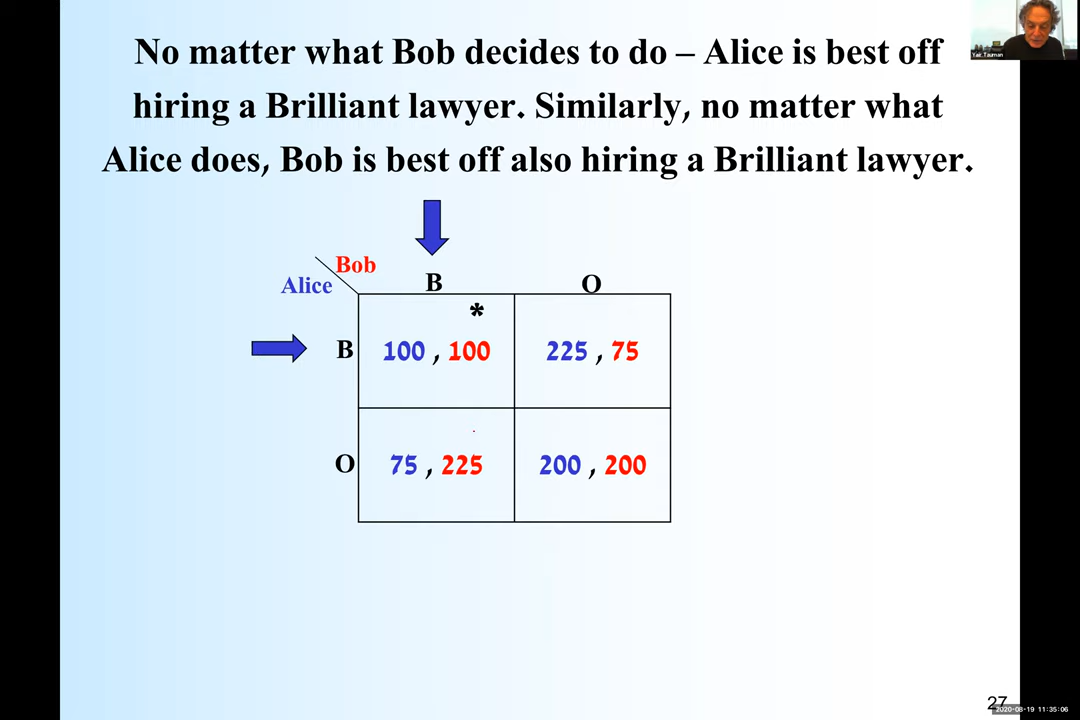 No matter what Bob decides to do – Alice is best off
hiring a Brilliant lawyer. Similarly, no matter what
Alice does, Bob is best off also hiring a Brilliant lawyer.
Yair Tauman
Bob
Alice
B O
*
B 100 , 100 225 , 75
O 75 , 225 200 , 200
27
2020-08-19 11:35:06